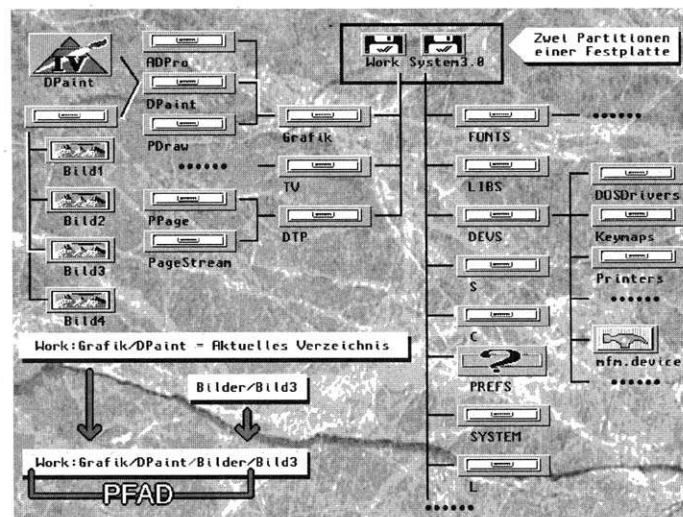 Zwei Partitionen
einer Festplatte
Work System3.0
IV
DPaint
ADPro
DPaint
PDraw
••••••
Grafik
TV
PPage
PageStream
DTP
Bild1
Bild2
Bild3
Bild4
FONTS
••••••
LIBS
DEVS
DOSDrivers
Keymaps
Printers
••••••
mfm.device
••••••
S
C
?
PREFS
SYSTEM
L
••••••
Work:Grafik/DPaint = Aktuelles Verzeichnis
Bilder/Bild3
Work:Grafik/DPaint/Bilder/Bild3
PFAD